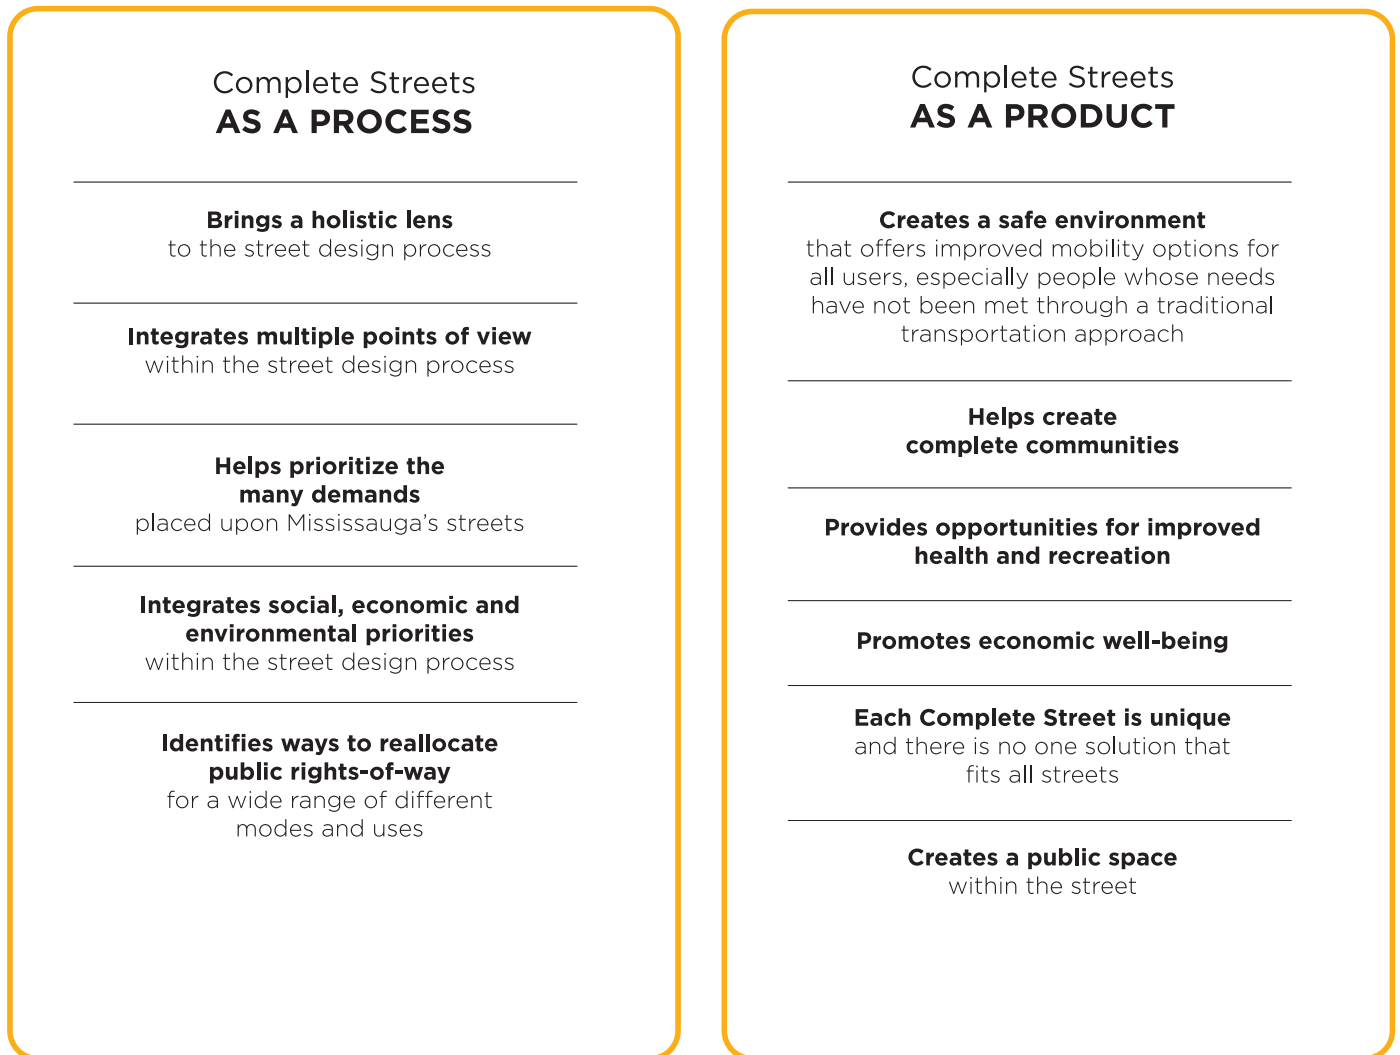 Complete Streets
AS A PROCESS
Brings a holistic lens
to the street design process
Integrates multiple points of view
within the street design process
Helps prioritize the
many demands
placed upon Mississauga's streets
Integrates social, economic and
environmental priorities
within the street design process
Identifies ways to reallocate
public rights-of-way
for a wide range of different
modes and uses
Complete Streets
AS A PRODUCT
Creates a safe environment
that offers improved mobility options for
all users, especially people whose needs
have not been met through a traditional
transportation approach
Helps create
complete communities
Provides opportunities for improved
health and recreation
Promotes economic well-being
Each Complete Street is unique
and there is no one solution that
fits all streets
Creates a public space
within the street